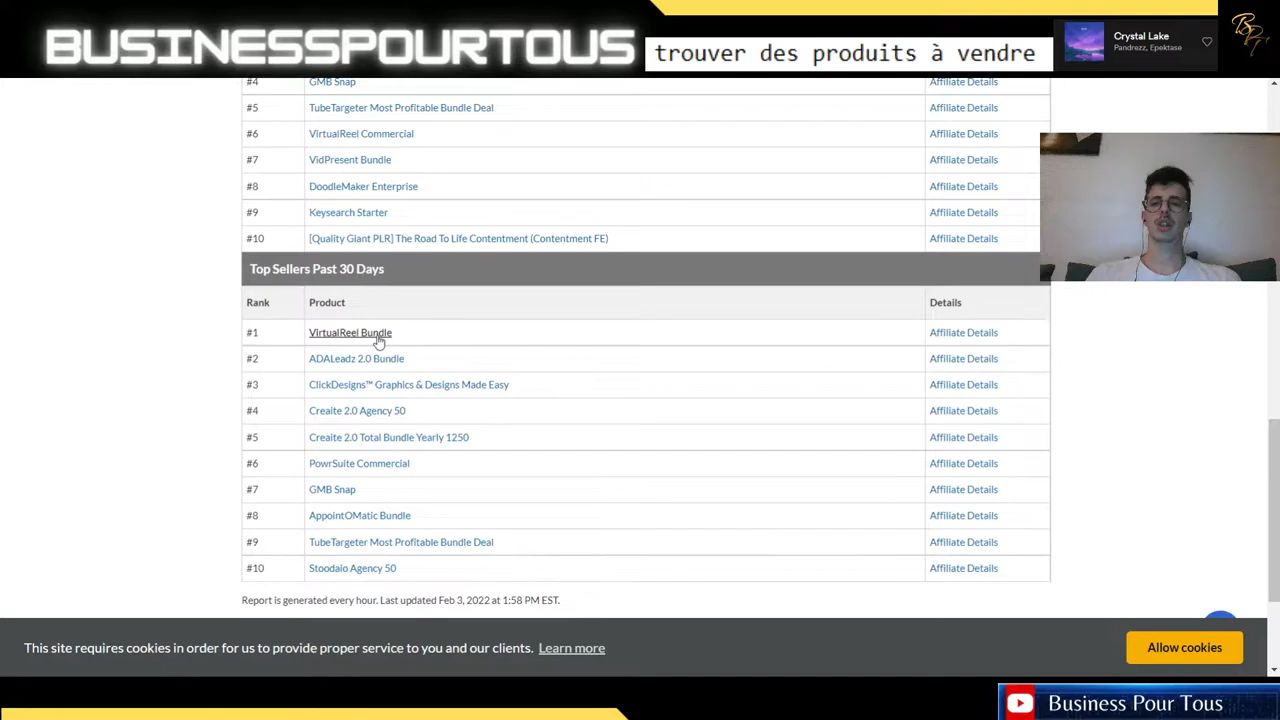 BUSINESSPOURTOUS
trouver des produits à vendre
Crystal Lake
Pandrezz, Epektase
#4 GMB Snap Affiliate Details
#5 TubeTargeter Most Profitable Bundle Deal Affiliate Details
#6 VirtualReel Commercial Affiliate Details
#7 VidPresent Bundle Affiliate Details
#8 DoodleMaker Enterprise Affiliate Details
#9 Keysearch Starter Affiliate Details
#10 [Quality Giant PLR] The Road To Life Contentment (Contentment FE) Affiliate Details
Top Sellers Past 30 Days
Rank Product Details
#1 VirtualReel Bundle Affiliate Details
#2 ADALeadz 2.0 Bundle Affiliate Details
#3 ClickDesigns™ Graphics & Designs Made Easy Affiliate Details
#4 Creaite 2.0 Agency 50 Affiliate Details
#5 Creaite 2.0 Total Bundle Yearly 1250 Affiliate Details
#6 PowrSuite Commercial Affiliate Details
#7 GMB Snap Affiliate Details
#8 AppointOMatic Bundle Affiliate Details
#9 TubeTargeter Most Profitable Bundle Deal Affiliate Details
#10 Stoodaio Agency 50 Affiliate Details
Report is generated every hour. Last updated Feb 3, 2022 at 1:58 PM EST.
This site requires cookies in order for us to provide proper service to you and our clients. Learn more
Allow cookies
Business Pour Tous